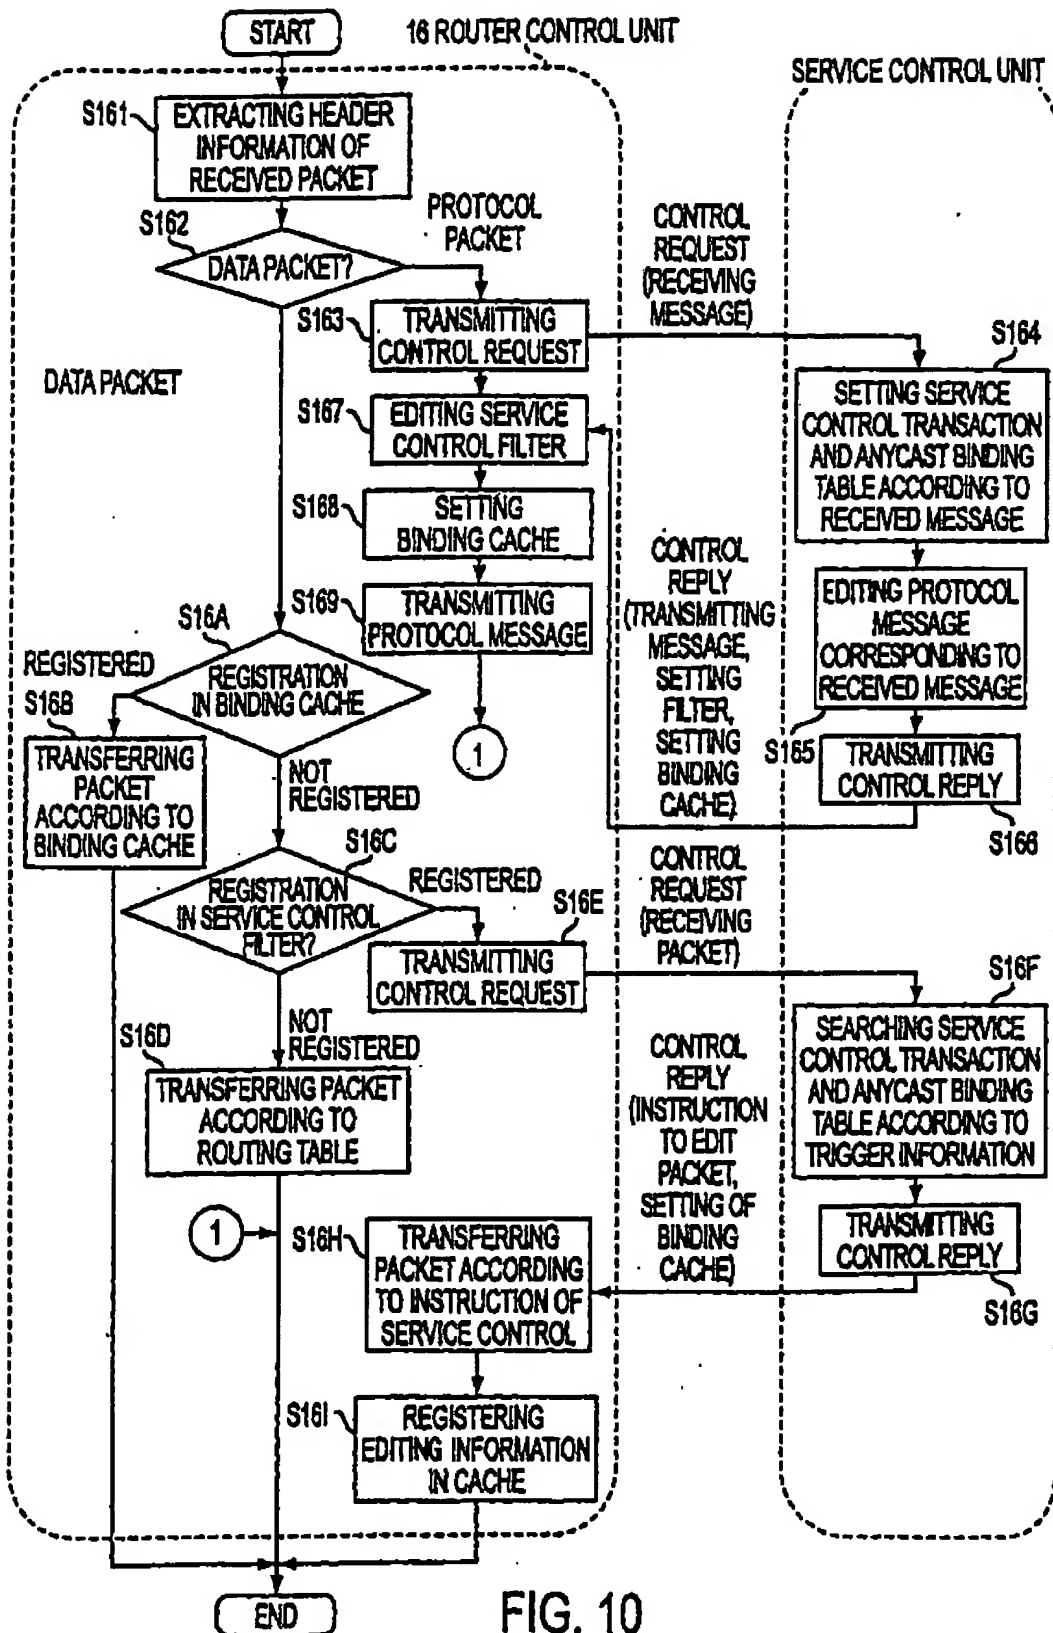 START
16 ROUTER CONTROL UNIT
SERVICE CONTROL UNIT
S161
EXTRACTING HEADER
INFORMATION OF
RECEIVED PACKET
S162
DATA PACKET?
PROTOCOL
PACKET
CONTROL
REQUEST
(RECEIVING
MESSAGE)
S163
TRANSMITTING
CONTROL REQUEST
S164
SETTING SERVICE
CONTROL TRANSACTION
AND ANYCAST BINDING
TABLE ACCORDING TO
RECEIVED MESSAGE
DATA PACKET
S167
EDITING SERVICE
CONTROL FILTER
S168
SETTING
BINDING CACHE
S169
TRANSMITTING
PROTOCOL MESSAGE
1
CONTROL
REPLY
(TRANSMITTING
MESSAGE,
SETTING
FILTER,
SETTING
BINDING
CACHE)
EDITING PROTOCOL
MESSAGE
CORRESPONDING TO
RECEIVED MESSAGE
S165
TRANSMITTING
CONTROL REPLY
S166
S16A
REGISTRATION
IN BINDING CACHE
REGISTERED
S16B
TRANSFERRING
PACKET
ACCORDING TO
BINDING CACHE
NOT
REGISTERED
S16C
REGISTRATION
IN SERVICE CONTROL
FILTER?
REGISTERED
S16E
TRANSMITTING
CONTROL REQUEST
CONTROL
REQUEST
(RECEIVING
PACKET)
S16F
SEARCHING SERVICE
CONTROL TRANSACTION
AND ANYCAST BINDING
TABLE ACCORDING TO
TRIGGER INFORMATION
NOT
REGISTERED
S16D
TRANSFERRING PACKET
ACCORDING TO
ROUTING TABLE
CONTROL
REPLY
(INSTRUCTION
TO EDIT
PACKET,
SETTING OF
BINDING
CACHE)
TRANSMITTING
CONTROL REPLY
S16G
1
S16H
TRANSFERRING
PACKET ACCORDING
TO INSTRUCTION OF
SERVICE CONTROL
S16I
REGISTERING
EDITING INFORMATION
IN CACHE
END
FIG. 10